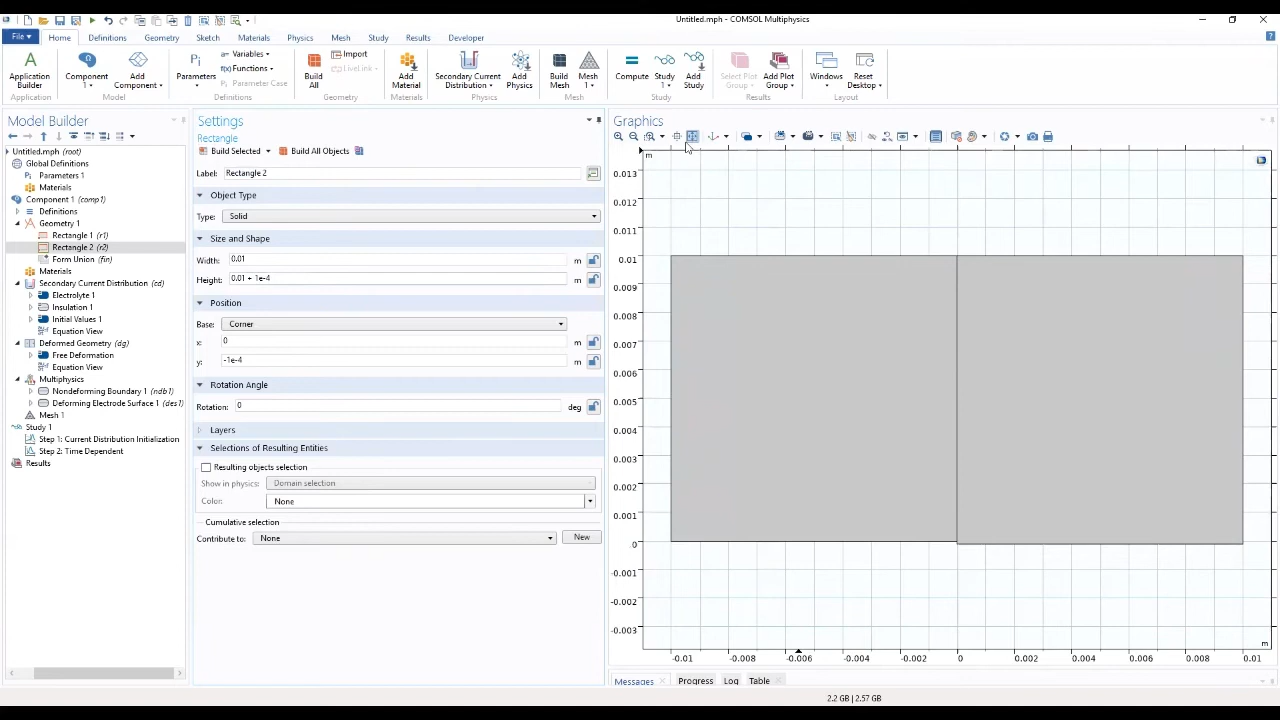 Untitled.mph - COMSOL Multiphysics
File
Home
Definitions
Geometry
Sketch
Materials
Physics
Mesh
Study
Results
Developer
Application Builder
Component 1
Add Component
Parameters
Variables
Functions
Parameter Case
Build All
Import
LiveLink
Add Material
Secondary Current Distribution
Add Physics
Build Mesh
Mesh 1
Compute
Study 1
Add Study
Select Plot Group
Add Plot Group
Windows
Reset Desktop
Application
Model
Definitions
Geometry
Materials
Physics
Mesh
Study
Results
Layout
Model Builder
Untitled.mph (root)
Global Definitions
Parameters 1
Materials
Component 1 (comp1)
Definitions
Geometry 1
Rectangle 1 (r1)
Rectangle 2 (r2)
Form Union (fin)
Materials
Secondary Current Distribution (cd)
Electrolyte 1
Insulation 1
Initial Values 1
Equation View
Deformed Geometry (dg)
Free Deformation
Equation View
Multiphysics
Nondeforming Boundary 1 (ndb1)
Deforming Electrode Surface 1 (des1)
Mesh 1
Study 1
Step 1: Current Distribution Initialization
Step 2: Time Dependent
Results
Settings
Rectangle
Build Selected
Build All Objects
Label: Rectangle 2
Object Type
Type: Solid
Size and Shape
Width: 0.01 m
Height: 0.01 + 1e-4 m
Position
Base: Corner
x: 0 m
y: -1e-4 m
Rotation Angle
Rotation: 0 deg
Layers
Selections of Resulting Entities
Resulting objects selection
Show in physics: Domain selection
Color: None
Cumulative selection
Contribute to: None New
Graphics
m
0.013
0.012
0.011
0.01
0.009
0.008
0.007
0.006
0.005
0.004
0.003
0.002
0.001
0
-0.001
-0.002
-0.003
m
-0.01 -0.008 -0.006 -0.004 -0.002 0 0.002 0.004 0.006 0.008 0.01
Messages
Progress
Log
Table
2.2 GB | 2.57 GB